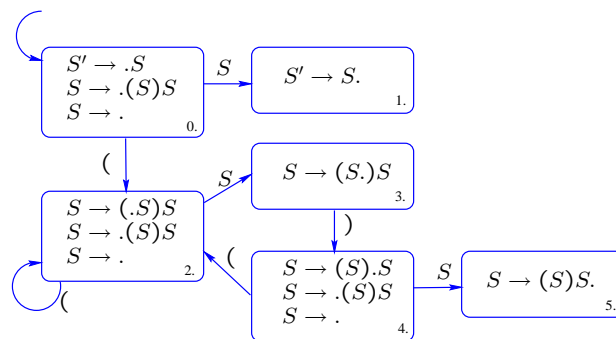 S′ → .S
S → .(S)S
S → .
0.
S
S′ → S.
1.
(
S → (.S)S
S → .(S)S
S → .
2.
(
S
S → (S.)S
3.
)
(
S → (S).S
S → .(S)S
S → .
4.
S
S → (S)S.
5.